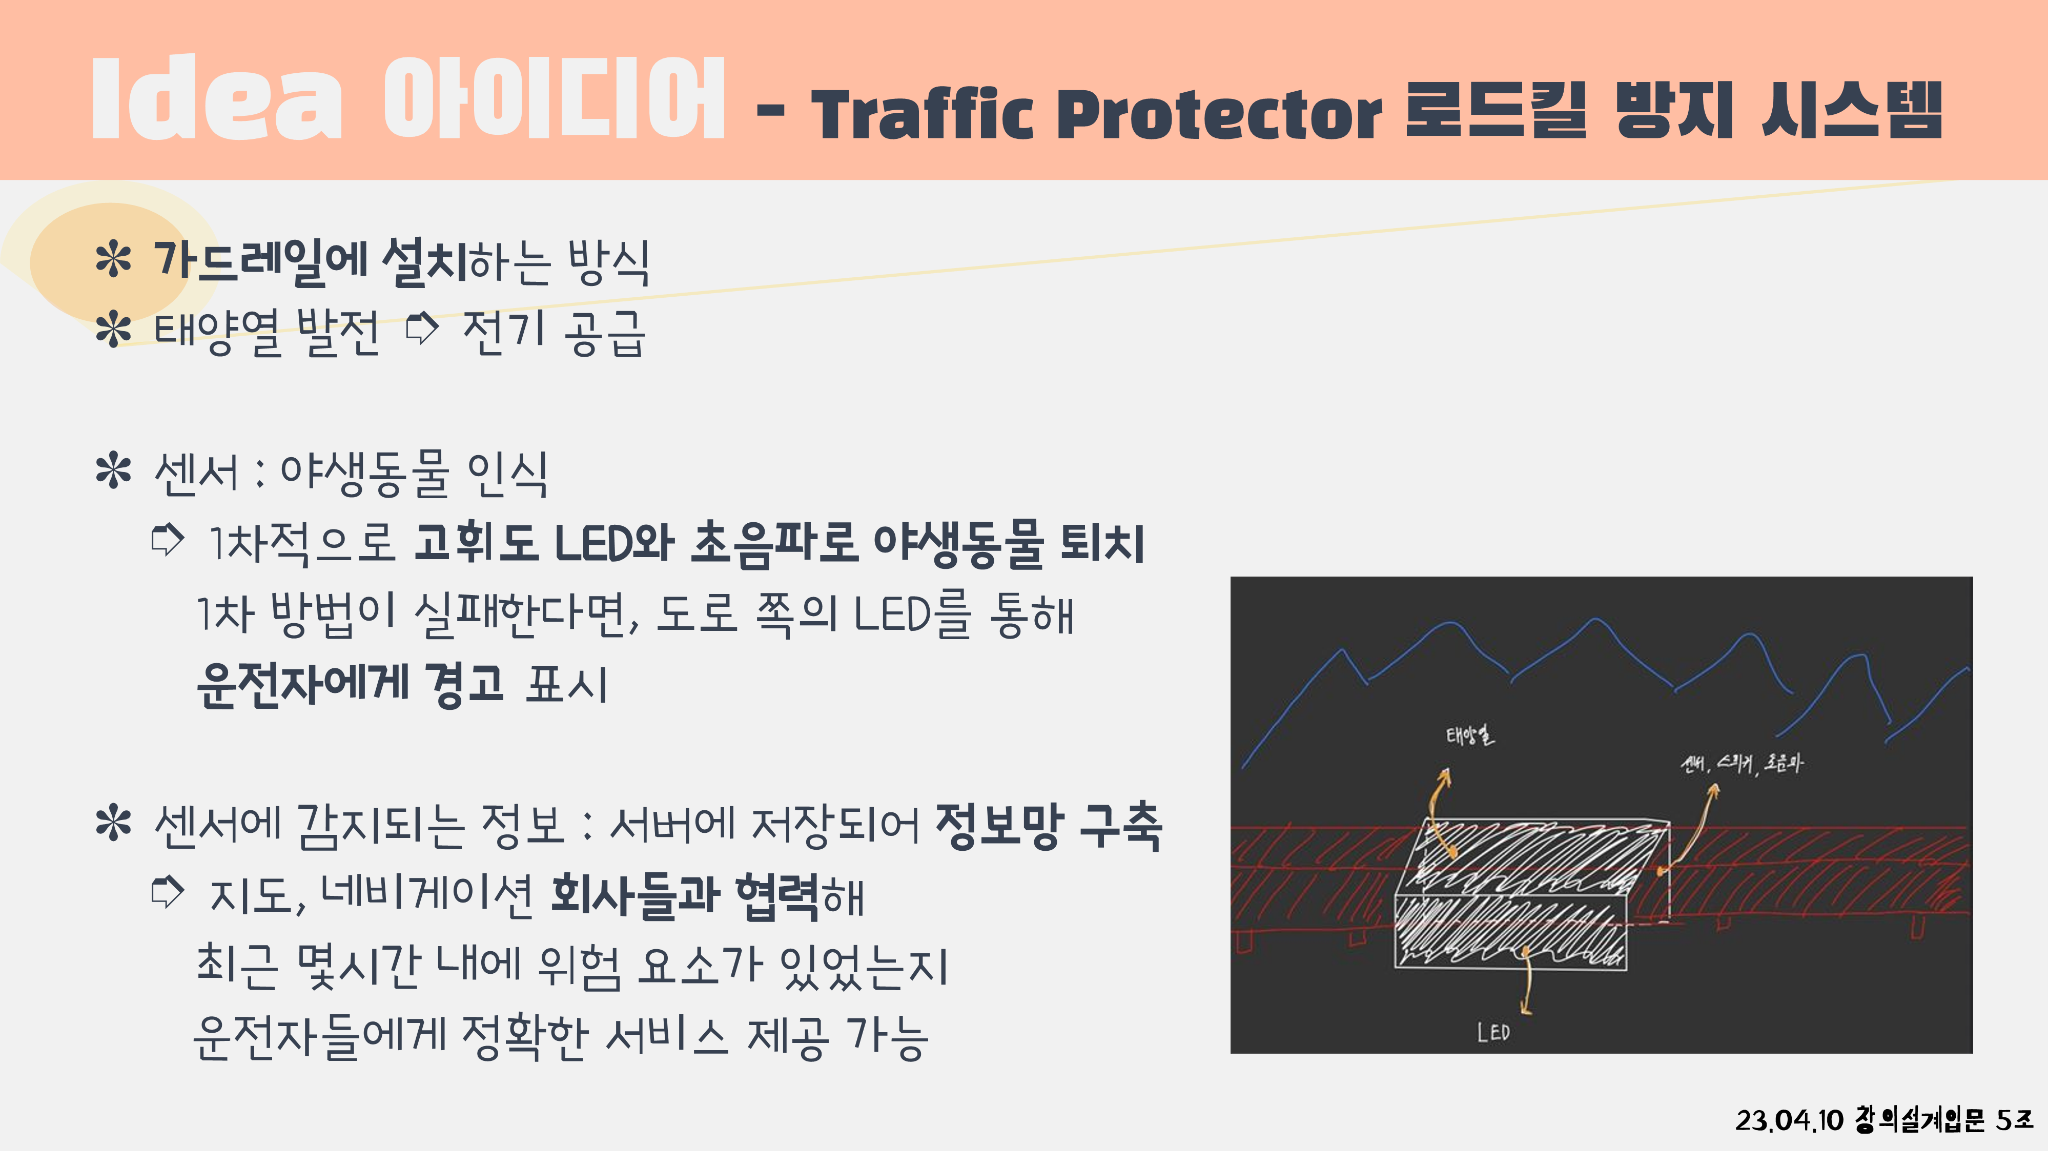 Idea 아이디어 - Traffic Protector 로드킬 방지 시스템
✽ 가드레일에 설치하는 방식
✽ 태양열 발전 ➪ 전기 공급
✽ 센서 : 야생동물 인식
➪ 1차적으로 고휘도 LED와 초음파로 야생동물 퇴치
1차 방법이 실패한다면, 도로 쪽의 LED를 통해
운전자에게 경고 표시
✽ 센서에 감지되는 정보 : 서버에 저장되어 정보망 구축
➪ 지도, 네비게이션 회사들과 협력해
최근 몇시간 내에 위험 요소가 있었는지
운전자들에게 정확한 서비스 제공 가능
태양열
센서, 스피커, 초음파
LED
23.04.10 창의설계입문 5조